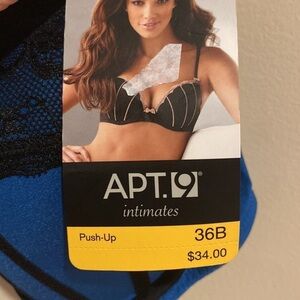 APT.9®
intimates
Push-Up 36B
$34.00